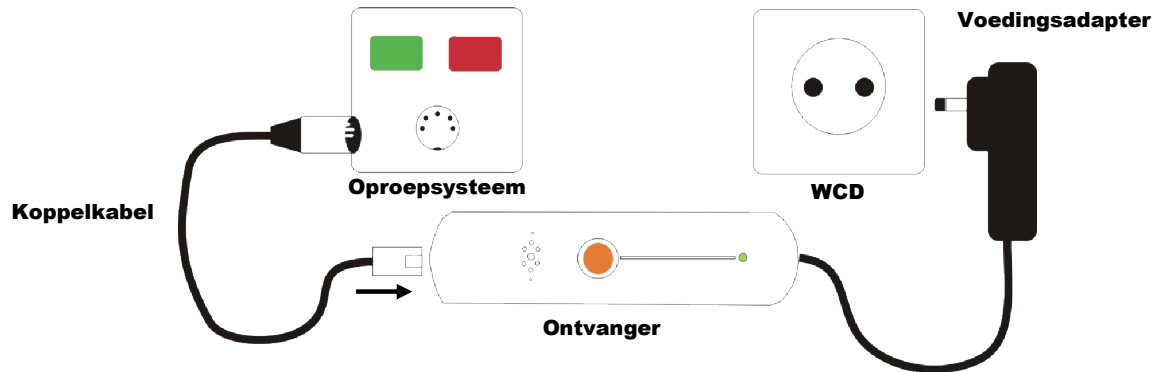 Voedingsadapter
Oproepsysteem
WCD
Koppelkabel
Ontvanger